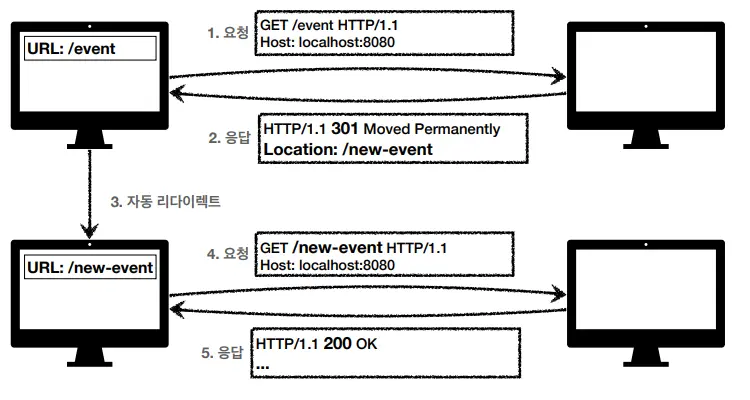 URL: /event
1. 요청
GET /event HTTP/1.1
Host: localhost:8080
2. 응답
HTTP/1.1 301 Moved Permanently
Location: /new-event
3. 자동 리다이렉트
URL: /new-event
4. 요청
GET /new-event HTTP/1.1
Host: localhost:8080
5. 응답
HTTP/1.1 200 OK
...